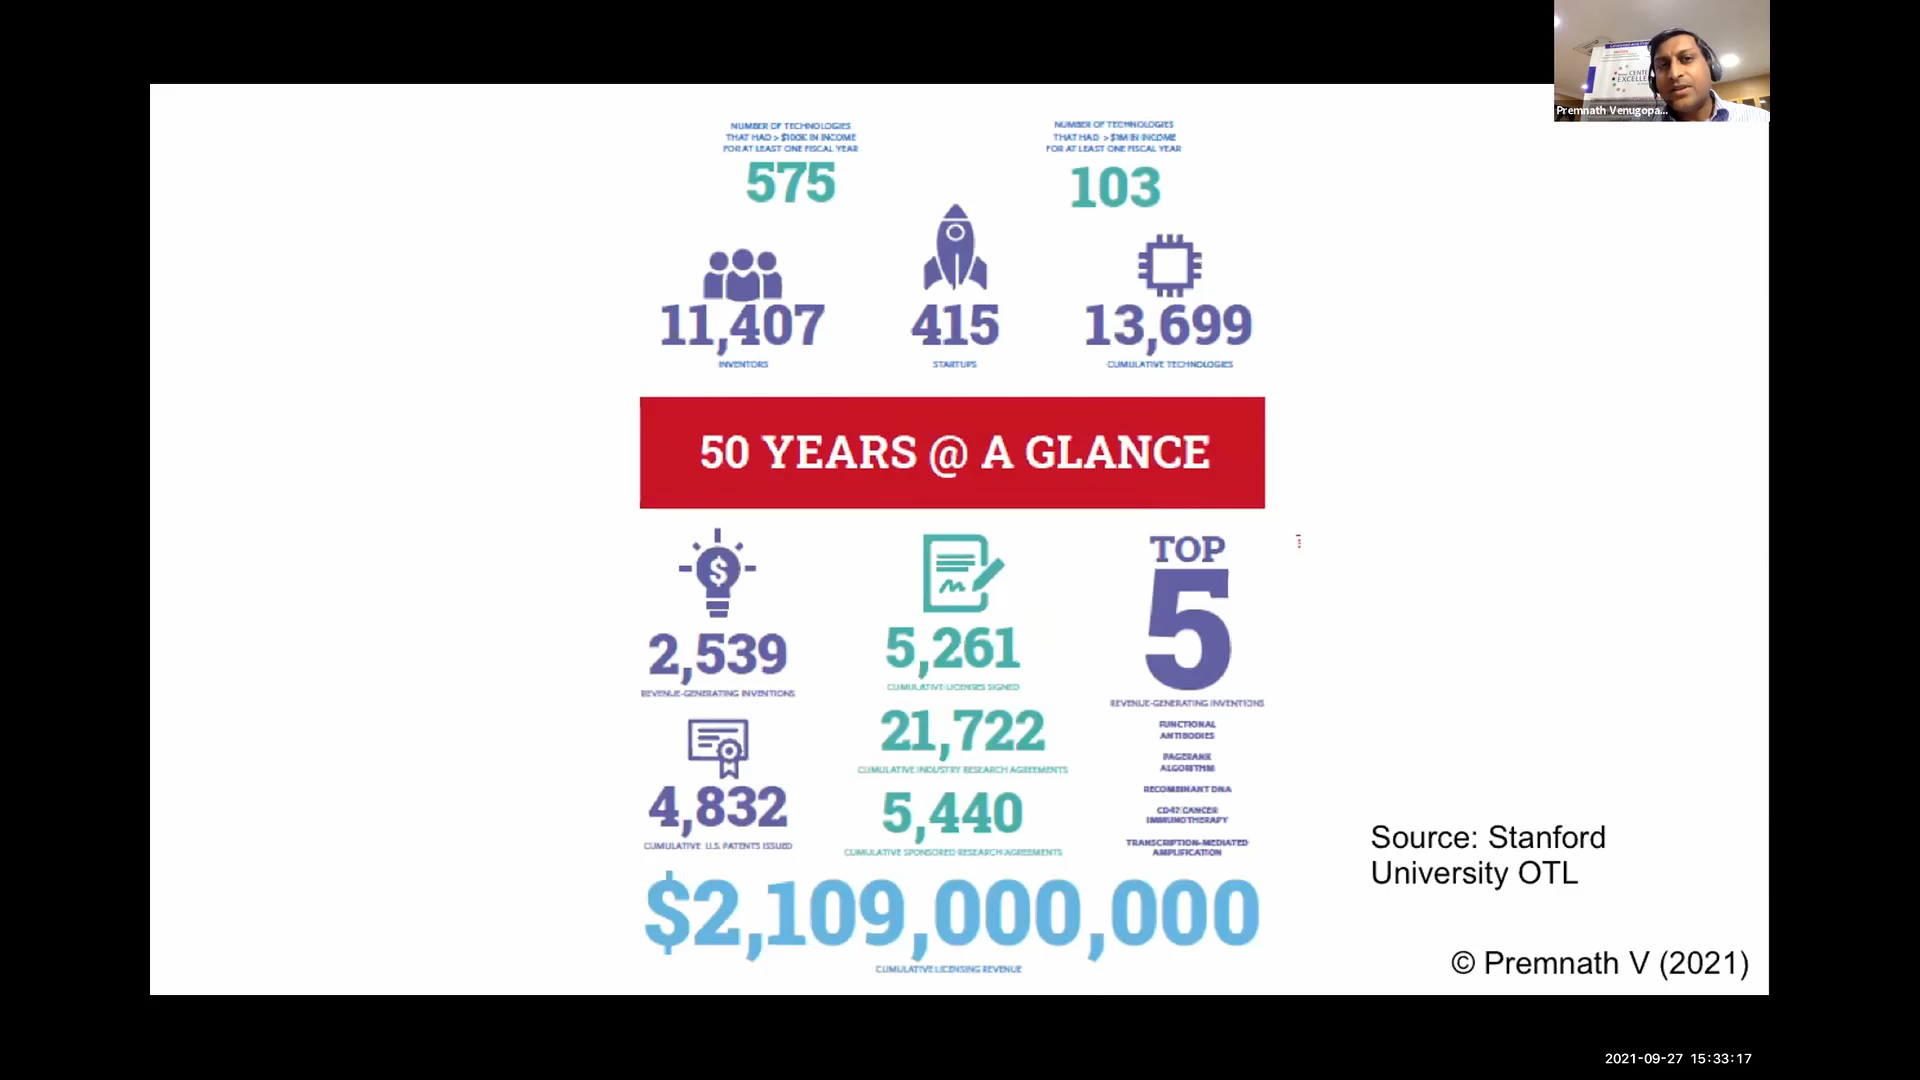 CENTE
EXCELLE
Premnath Venugopa...
NUMBER OF TECHNOLOGIES
THAT HAD > $100K IN INCOME
FOR AT LEAST ONE FISCAL YEAR
575
NUMBER OF TECHNOLOGIES
THAT HAD > $1M IN INCOME
FOR AT LEAST ONE FISCAL YEAR
103
11,407
INVENTORS
415
STARTUPS
13,699
CUMULATIVE TECHNOLOGIES
50 YEARS @ A GLANCE
$
2,539
REVENUE-GENERATING INVENTIONS
4,832
CUMULATIVE U.S. PATENTS ISSUED
5,261
CUMULATIVE LICENSES SIGNED
21,722
CUMULATIVE INDUSTRY RESEARCH AGREEMENTS
5,440
CUMULATIVE SPONSORED RESEARCH AGREEMENTS
TOP
5
REVENUE-GENERATING INVENTIONS
FUNCTIONAL
ANTIBODIES
PAGERANK
ALGORITHM
RECOMBINANT DNA
CD47 CANCER
IMMUNOTHERAPY
TRANSCRIPTION-MEDIATED
AMPLIFICATION
$2,109,000,000
CUMULATIVE LICENSING REVENUE
Source: Stanford
University OTL
© Premnath V (2021)
2021-09-27 15:33:17